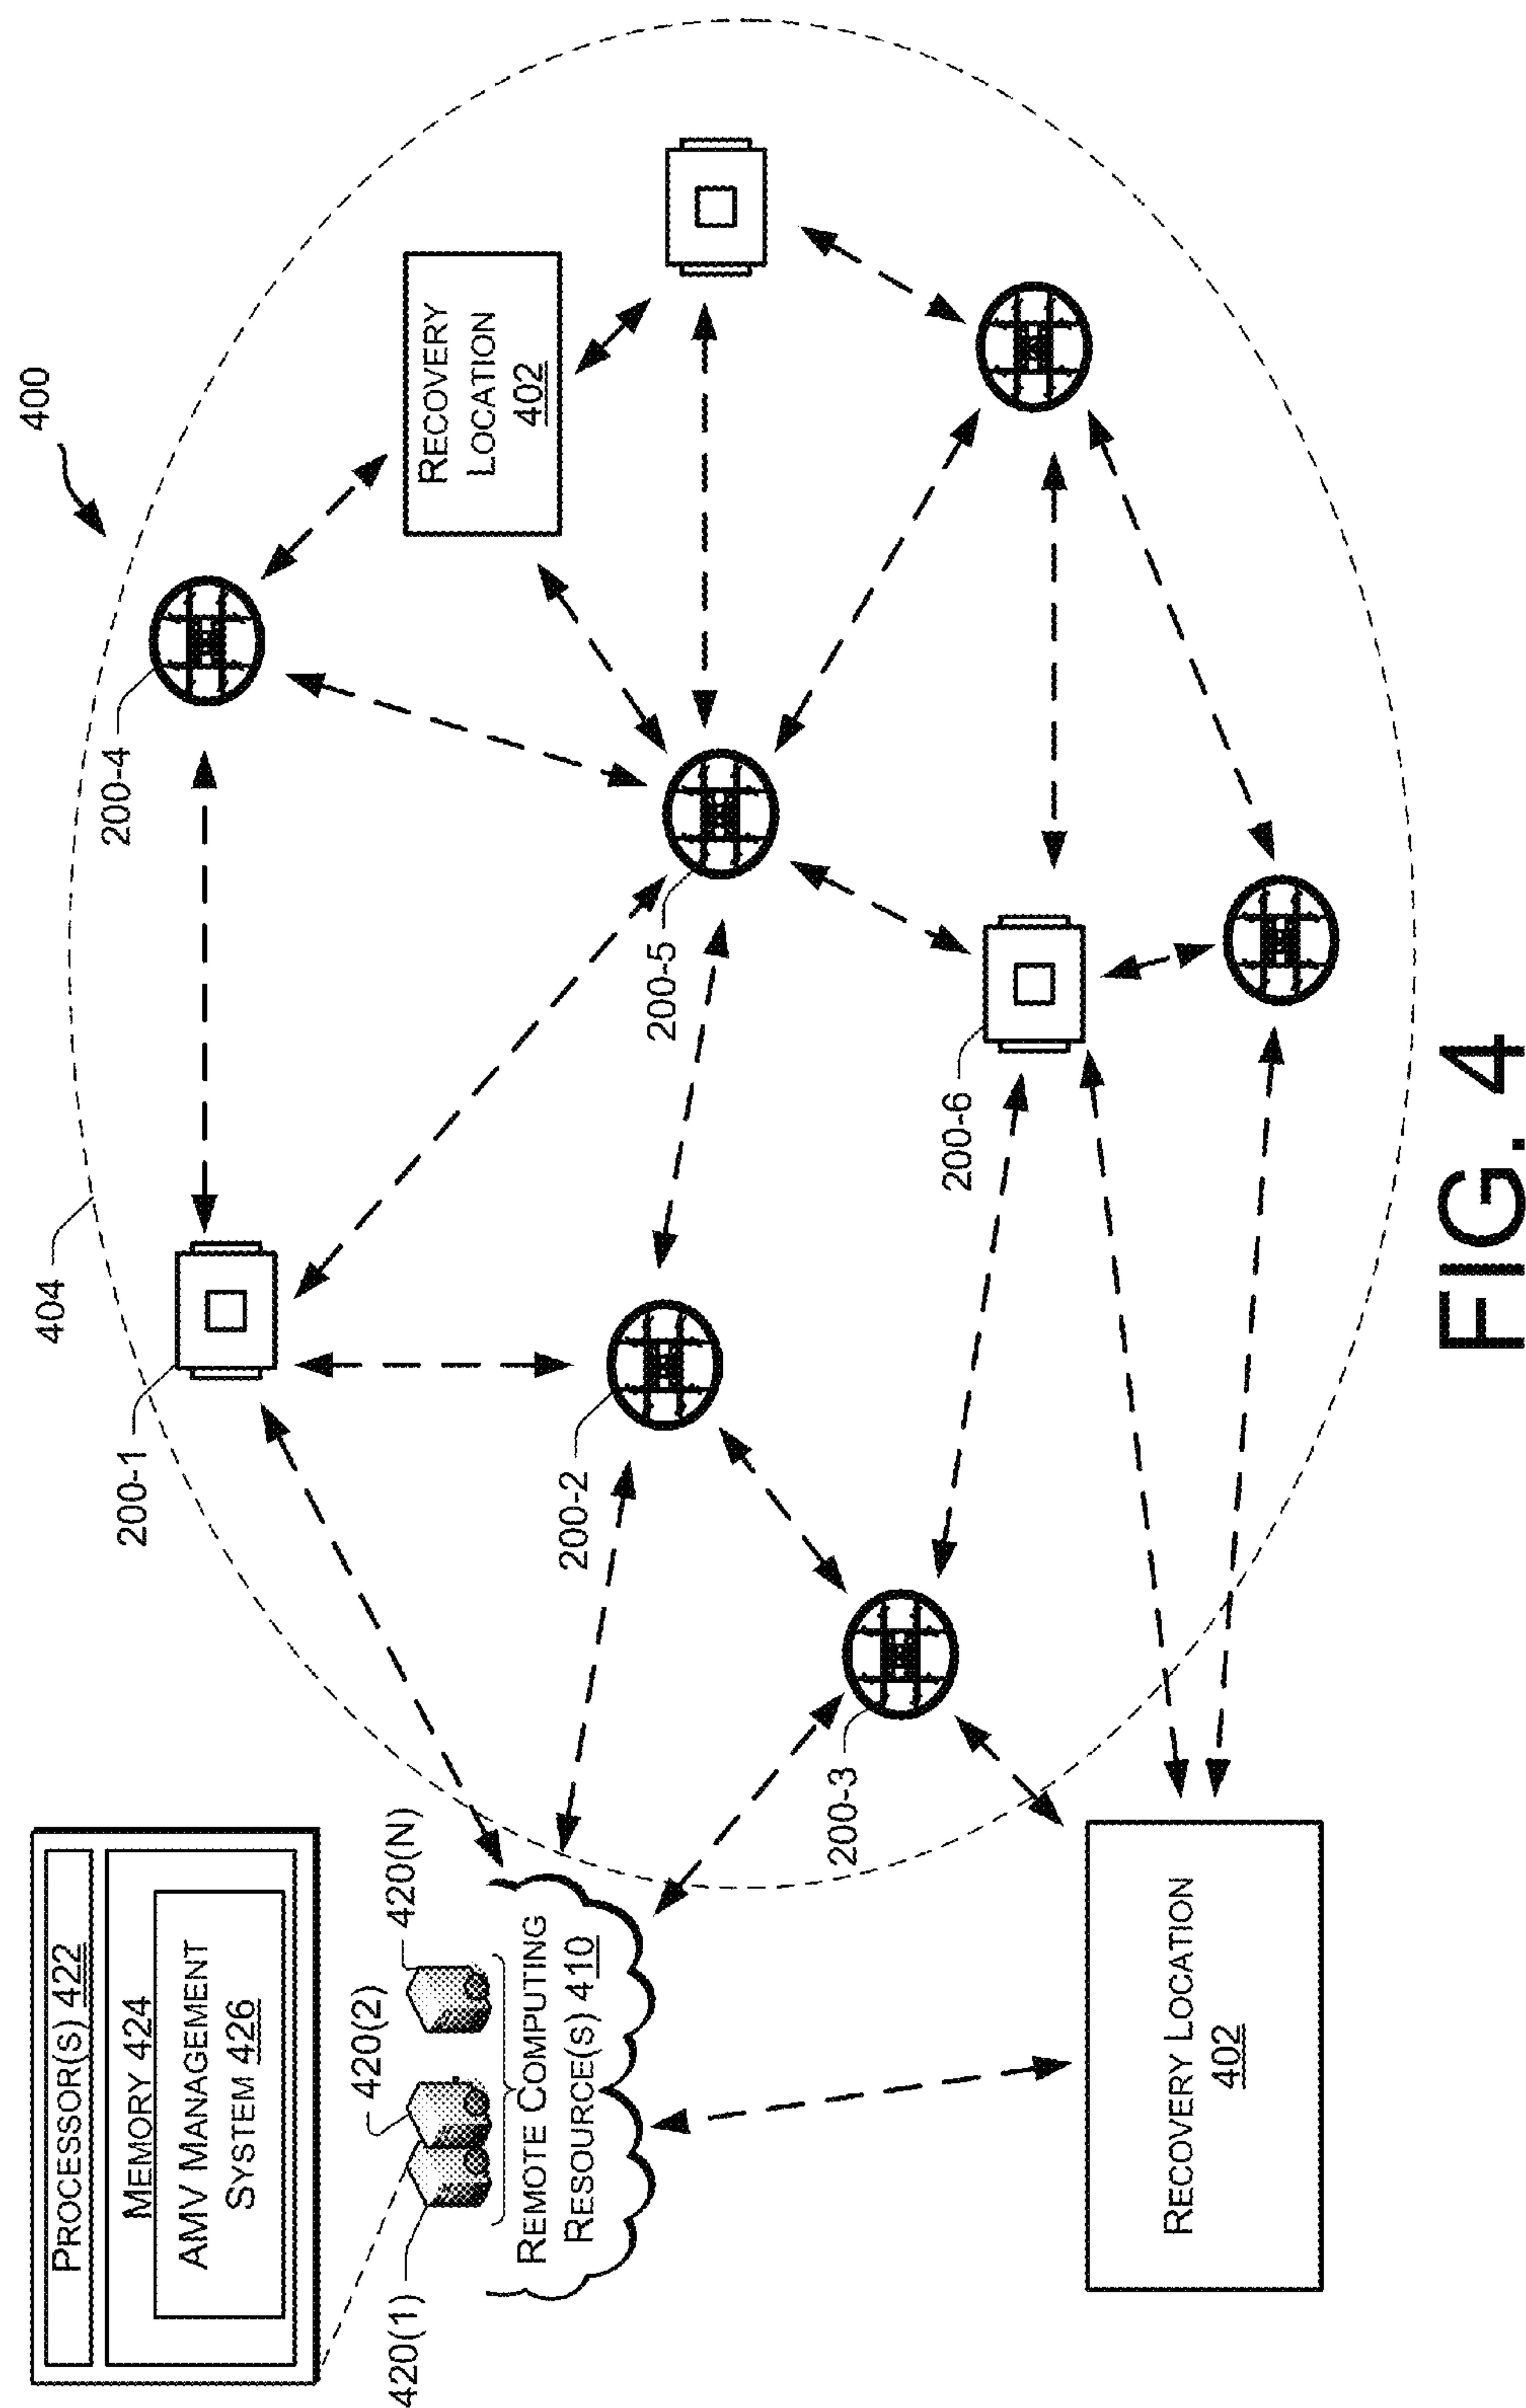 PROCESSOR(S) 422
MEMORY 424
AMV MANAGEMENT
SYSTEM 426
420(1)
420(2)
420(N)
REMOTE COMPUTING
RESOURCE(S) 410
RECOVERY LOCATION
402
404
400
200-1
200-2
200-3
200-4
200-5
200-6
RECOVERY
LOCATION
402
FIG. 4